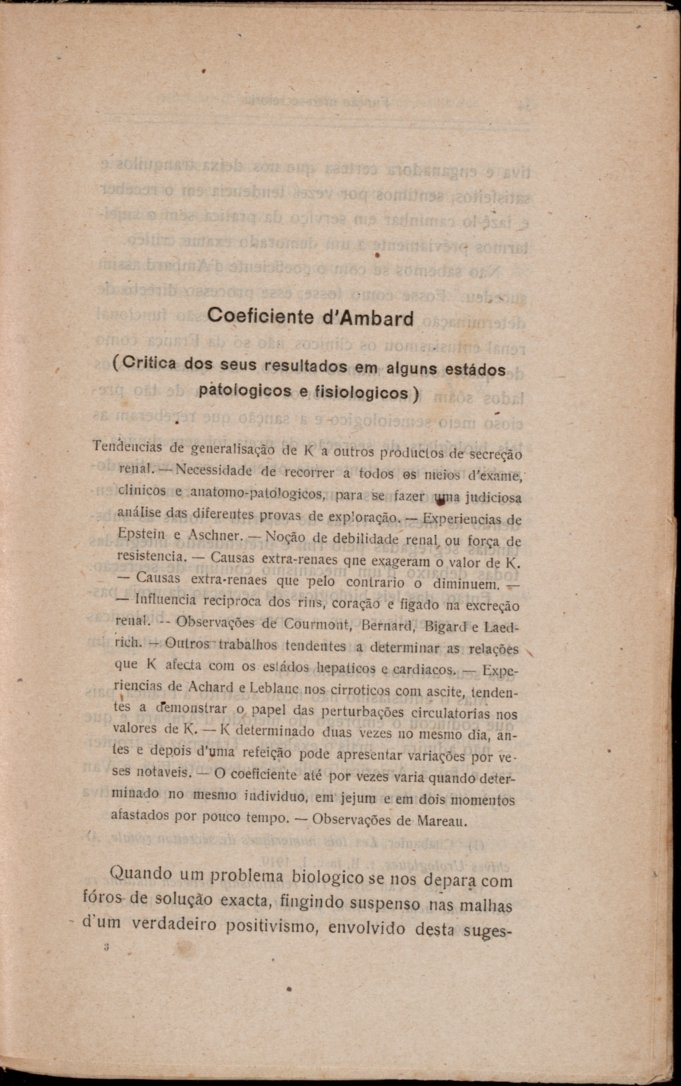 Coeficiente d'Ambard
(Critica dos seus resultados em alguns estádos
patologicos e fisiologicos)
Tendencias de generalisação de K a outros productos de secreção
renal. — Necessidade de recorrer a todos os meios d'exame,
clinicos e anatomo-patologicos, para se fazer uma judiciosa
análise das diferentes provas de exploração. — Experiencias de
Epstein e Aschner. — Noção de debilidade renal ou força de
resistencia. — Causas extra-renaes que exageram o valor de K.
— Causas extra-renaes que pelo contrario o diminuem. —
— Influencia reciproca dos rins, coração e figado na excreção
renal. — Observações de Courmont, Bernard, Bigard e Laed-
rich. — Outros trabalhos tendentes a determinar as relações
que K afecta com os estádos hepaticos e cardiacos. — Expe-
riencias de Achard e Leblanc nos cirroticos com ascite, tenden-
tes a demonstrar o papel das perturbações circulatorias nos
valores de K. — K determinado duas vezes no mesmo dia, an-
tes e depois d'uma refeição pode apresentar variações por ve-
ses notaveis. — O coeficiente até por vezes varia quando deter-
minado no mesmo individuo, em jejum e em dois momentos
afastados por pouco tempo. — Observações de Mareau.
Quando um problema biologico se nos depara com
fóros de solução exacta, fingindo suspenso nas malhas
d'um verdadeiro positivismo, envolvido desta suges-
3